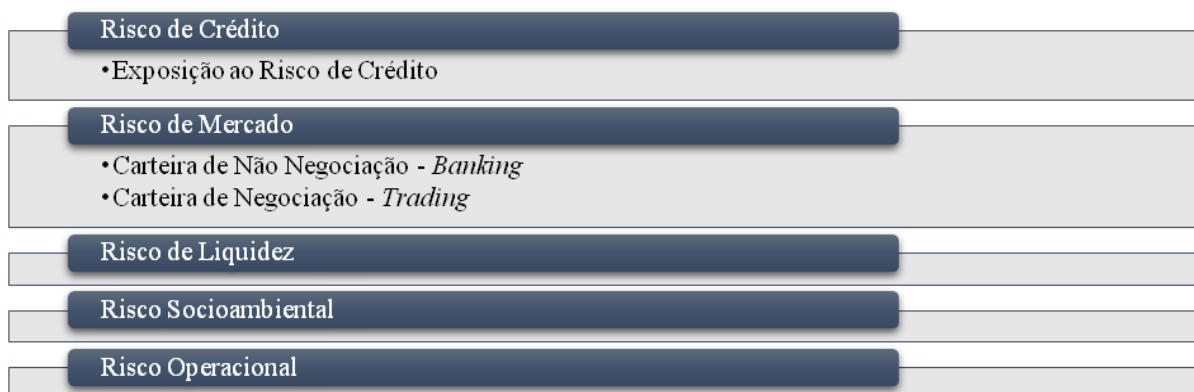 Risco de Crédito
•Exposição ao Risco de Crédito
Risco de Mercado
•Carteira de Não Negociação - Banking
•Carteira de Negociação - Trading
Risco de Liquidez
Risco Socioambiental
Risco Operacional